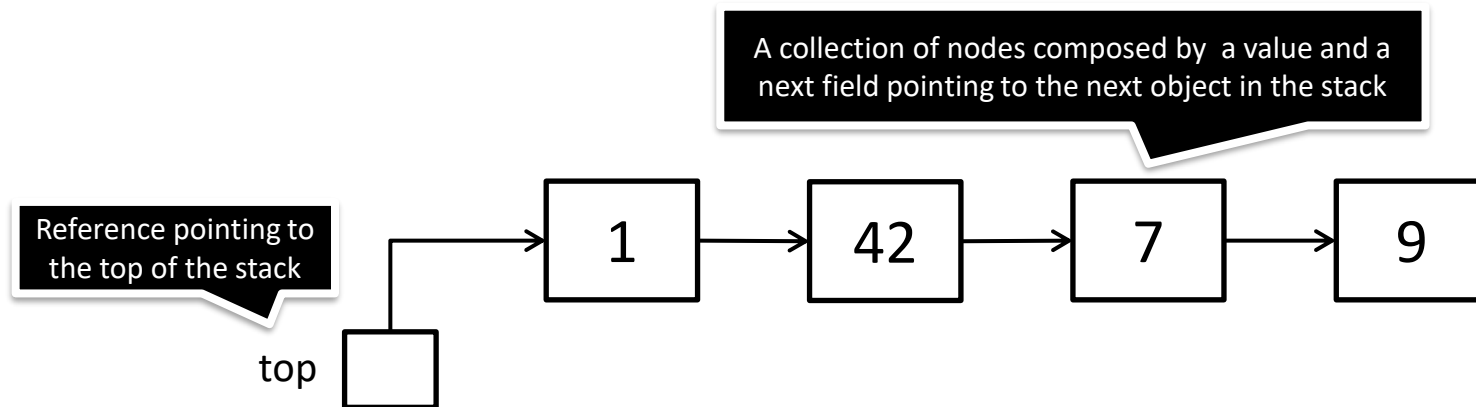 A collection of nodes composed by a value and a
next field pointing to the next object in the stack
Reference pointing to
the top of the stack
1
42
7
9
top